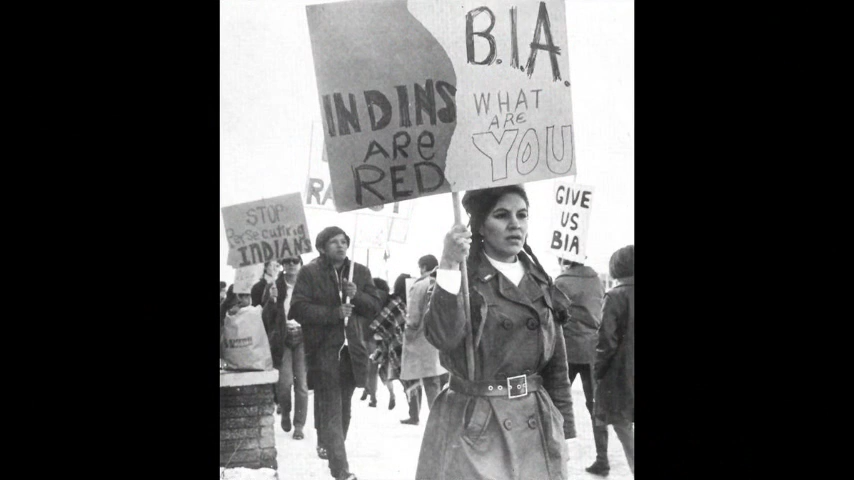 INDINS
ARe
RED
B.I.A.
WHAT
ARE
YOU
STOP
PerSecuting
INDIANS
GIVE
US
BIA